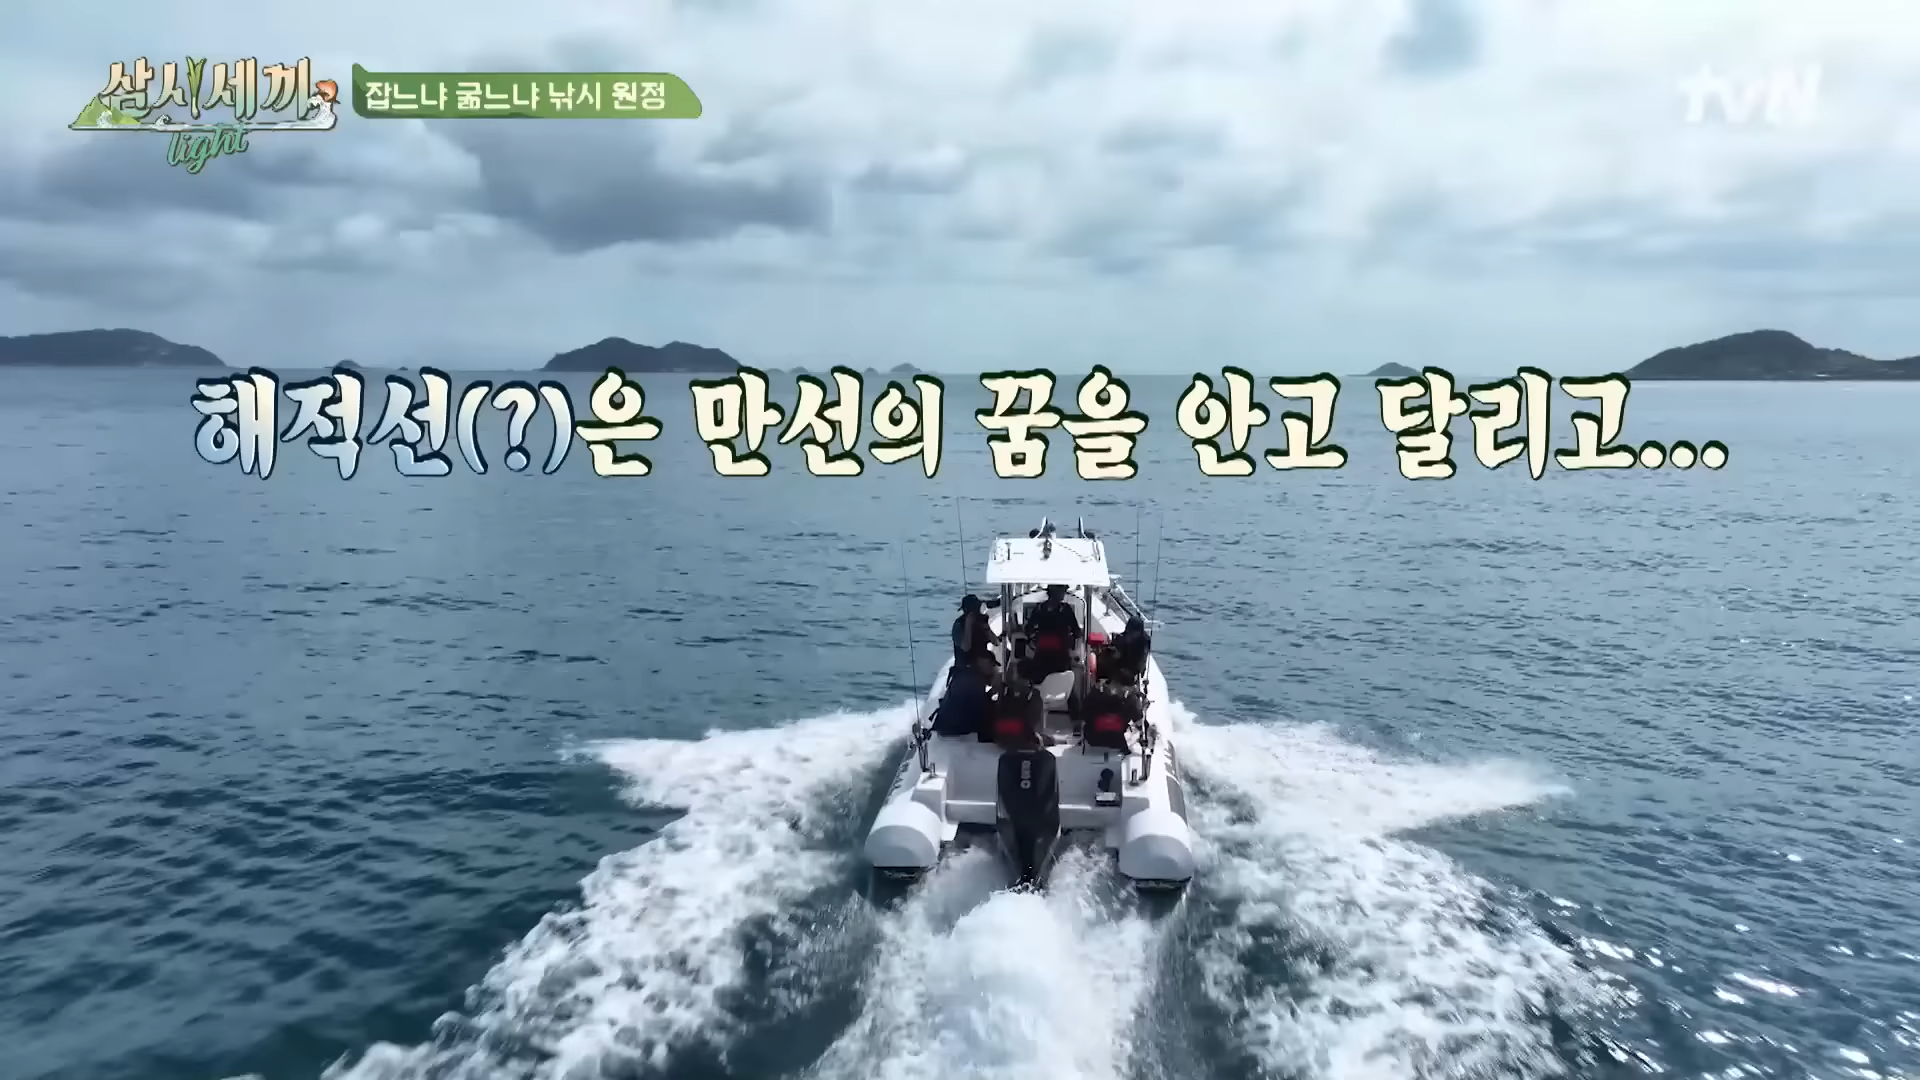 삼시세끼
light
잡느냐 굶느냐 낚시 원정
tvN
해적선(?)은 만선의 꿈을 안고 달리고...